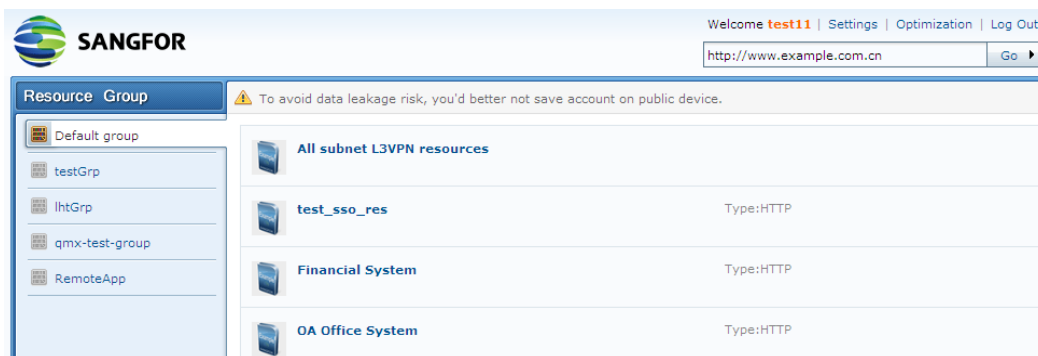 SANGFOR
Welcome test11 | Settings | Optimization | Log Out
http://www.example.com.cn Go
Resource Group
To avoid data leakage risk, you'd better not save account on public device.
Default group
testGrp
lhtGrp
qmx-test-group
RemoteApp
All subnet L3VPN resources
test_sso_res Type:HTTP
Financial System Type:HTTP
OA Office System Type:HTTP